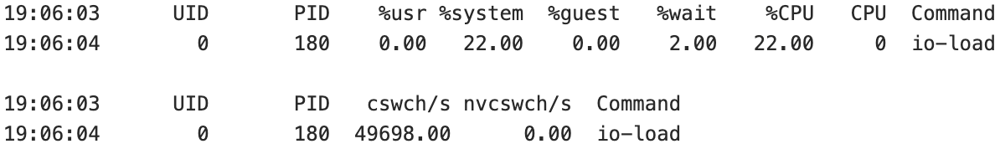 19:06:03 UID PID %usr %system %guest %wait %CPU CPU Command
19:06:04 0 180 0.00 22.00 0.00 2.00 22.00 0 io-load
19:06:03 UID PID cswch/s nvcswch/s Command
19:06:04 0 180 49698.00 0.00 io-load